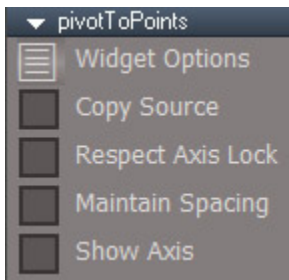 pivotToPoints
Widget Options
Copy Source
Respect Axis Lock
Maintain Spacing
Show Axis